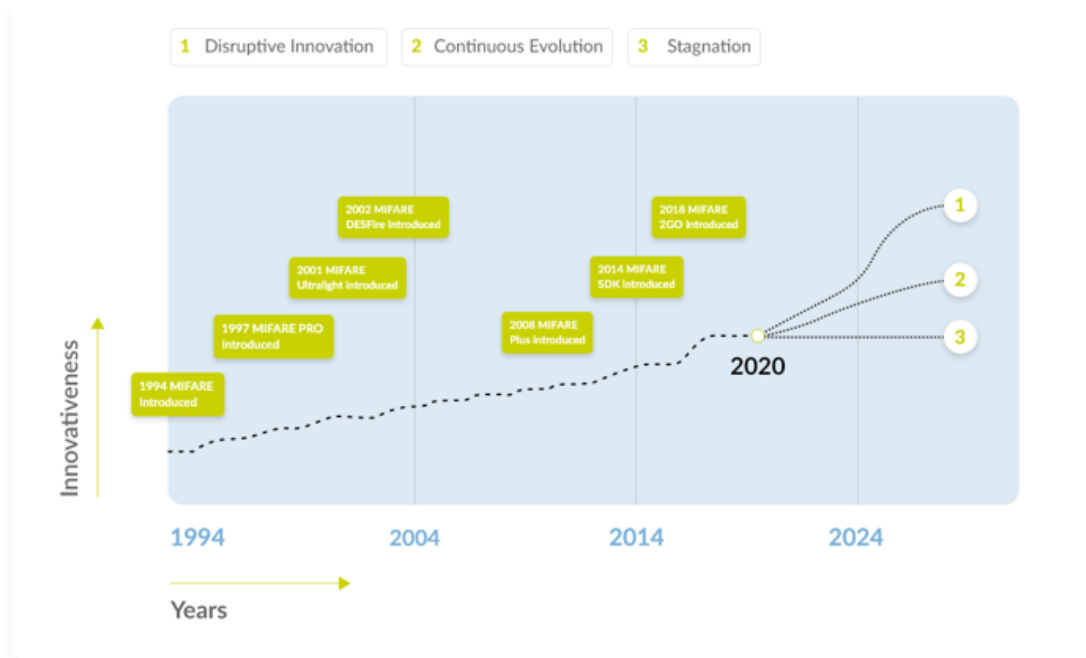 1 Disruptive Innovation
2 Continuous Evolution
3 Stagnation
2002 MIFARE
DESFire Introduced
2018 MIFARE
2GO Introduced
1
2001 MIFARE
Ultralight introduced
2014 MIFARE
SDK introduced
2
1997 MIFARE PRO
Introduced
2008 MIFARE
Plus introduced
3
2020
1994 MIFARE
Introduced
Innovativeness
1994
2004
2014
2024
Years